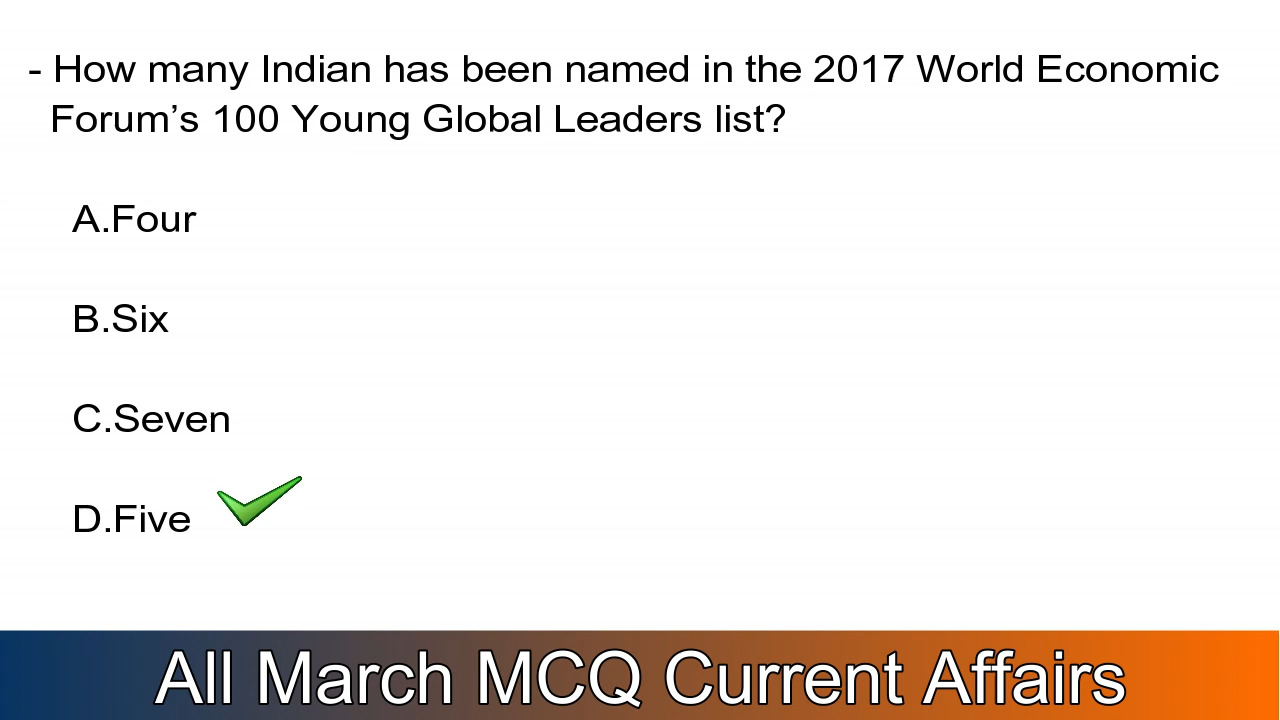 - How many Indian has been named in the 2017 World Economic
Forum’s 100 Young Global Leaders list?
A.Four
B.Six
C.Seven
D.Five
All March MCQ Current Affairs